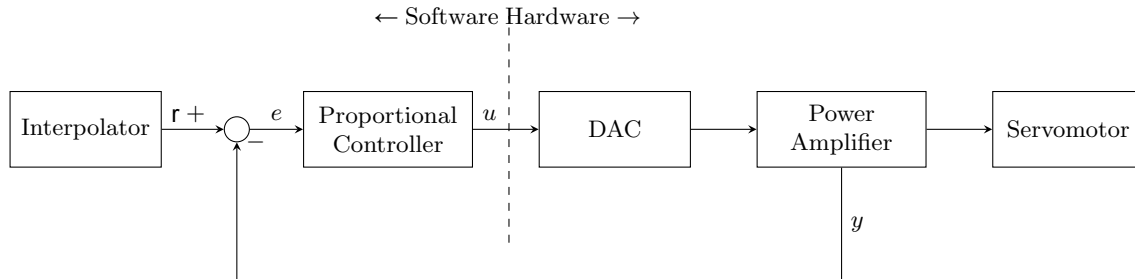 ← Software Hardware →
Interpolator
r +
−
e
Proportional
Controller
u
DAC
Power
Amplifier
Servomotor
y